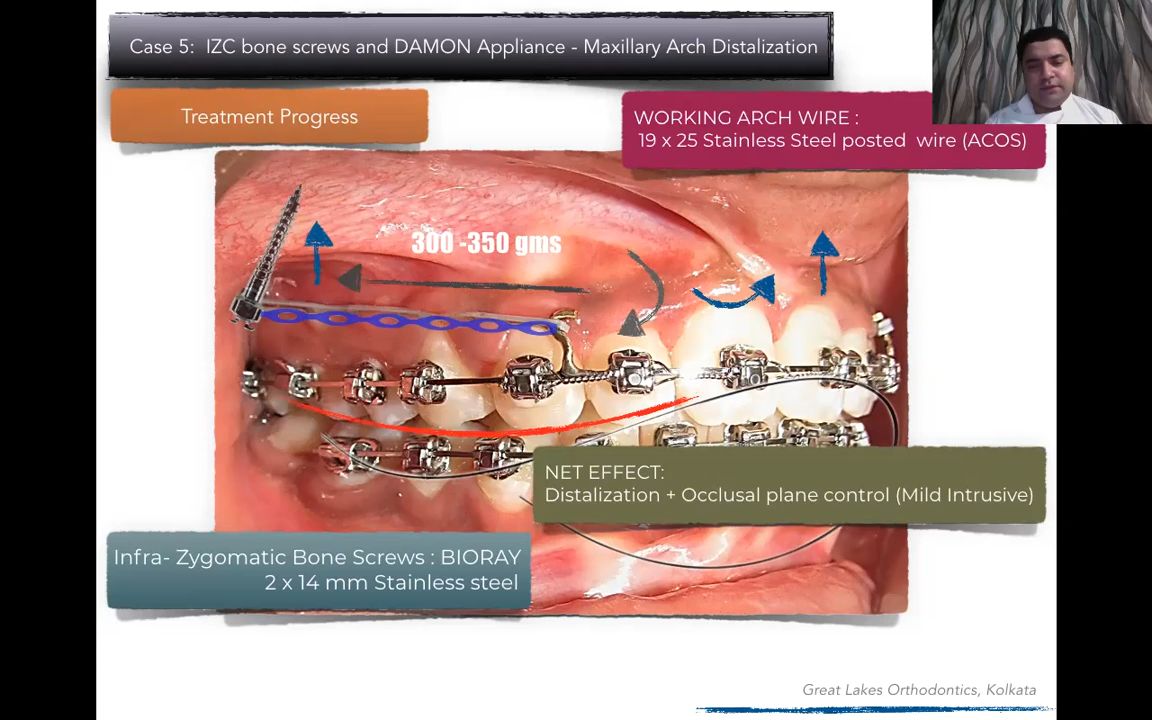 Case 5: IZC bone screws and DAMON Appliance - Maxillary Arch Distalization
Treatment Progress
WORKING ARCH WIRE :
19 x 25 Stainless Steel posted wire (ACOS)
300 -350 gms
NET EFFECT:
Distalization + Occlusal plane control (Mild Intrusive)
Infra- Zygomatic Bone Screws : BIORAY
2 x 14 mm Stainless steel
Great Lakes Orthodontics, Kolkata